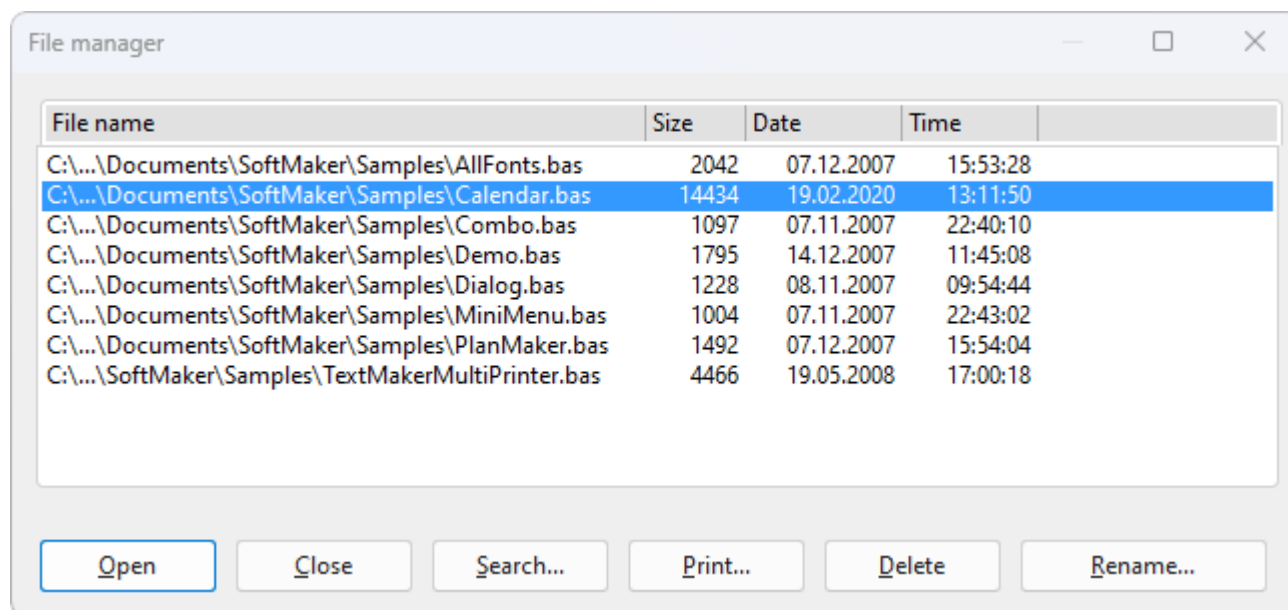 File manager
File name Size Date Time
C:\...\Documents\SoftMaker\Samples\AllFonts.bas 2042 07.12.2007 15:53:28
C:\...\Documents\SoftMaker\Samples\Calendar.bas 14434 19.02.2020 13:11:50
C:\...\Documents\SoftMaker\Samples\Combo.bas 1097 07.11.2007 22:40:10
C:\...\Documents\SoftMaker\Samples\Demo.bas 1795 14.12.2007 11:45:08
C:\...\Documents\SoftMaker\Samples\Dialog.bas 1228 08.11.2007 09:54:44
C:\...\Documents\SoftMaker\Samples\MiniMenu.bas 1004 07.11.2007 22:43:02
C:\...\Documents\SoftMaker\Samples\PlanMaker.bas 1492 07.12.2007 15:54:04
C:\...\SoftMaker\Samples\TextMakerMultiPrinter.bas 4466 19.05.2008 17:00:18
Open Close Search... Print... Delete Rename...